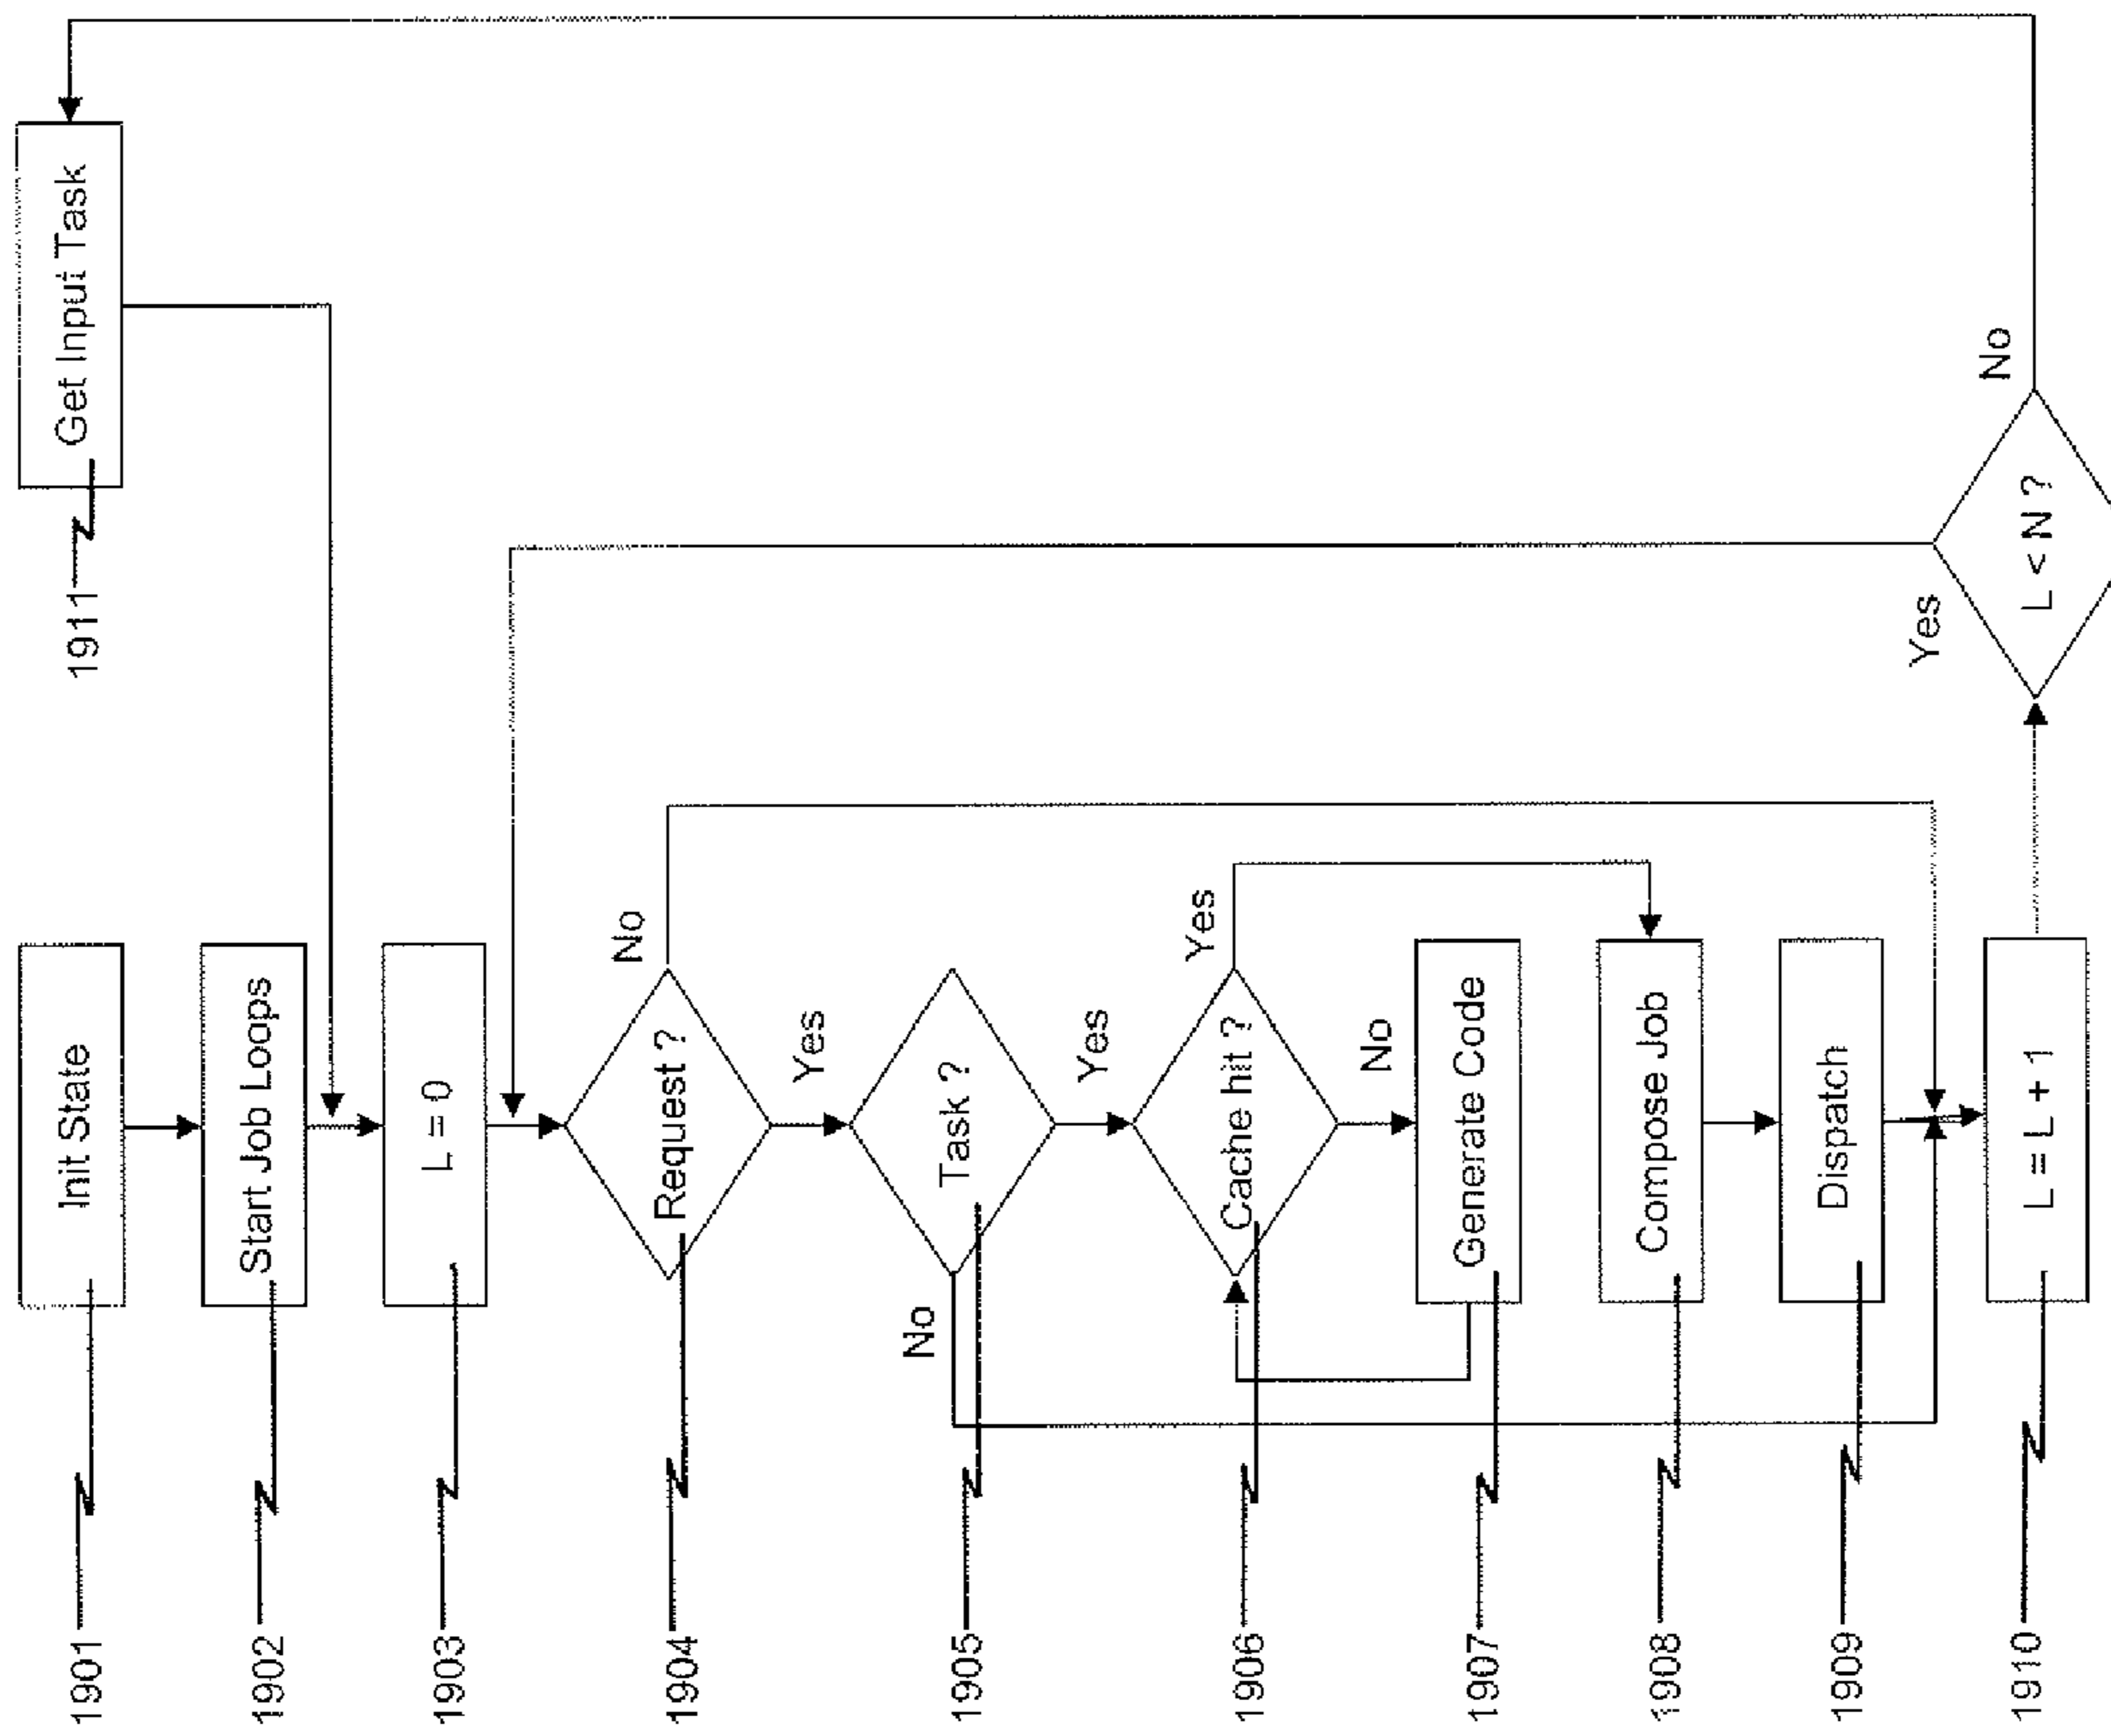 1901
Init State
1902
Start Job Loops
1903
L = 0
1904
Request ?
No
Yes
1905
Task ?
No
Yes
1906
Cache hit ?
Yes
No
1907
Generate Code
1908
Compose Job
1909
Dispatch
1910
L = L + 1
L < N ?
Yes
No
1911
Get Input Task